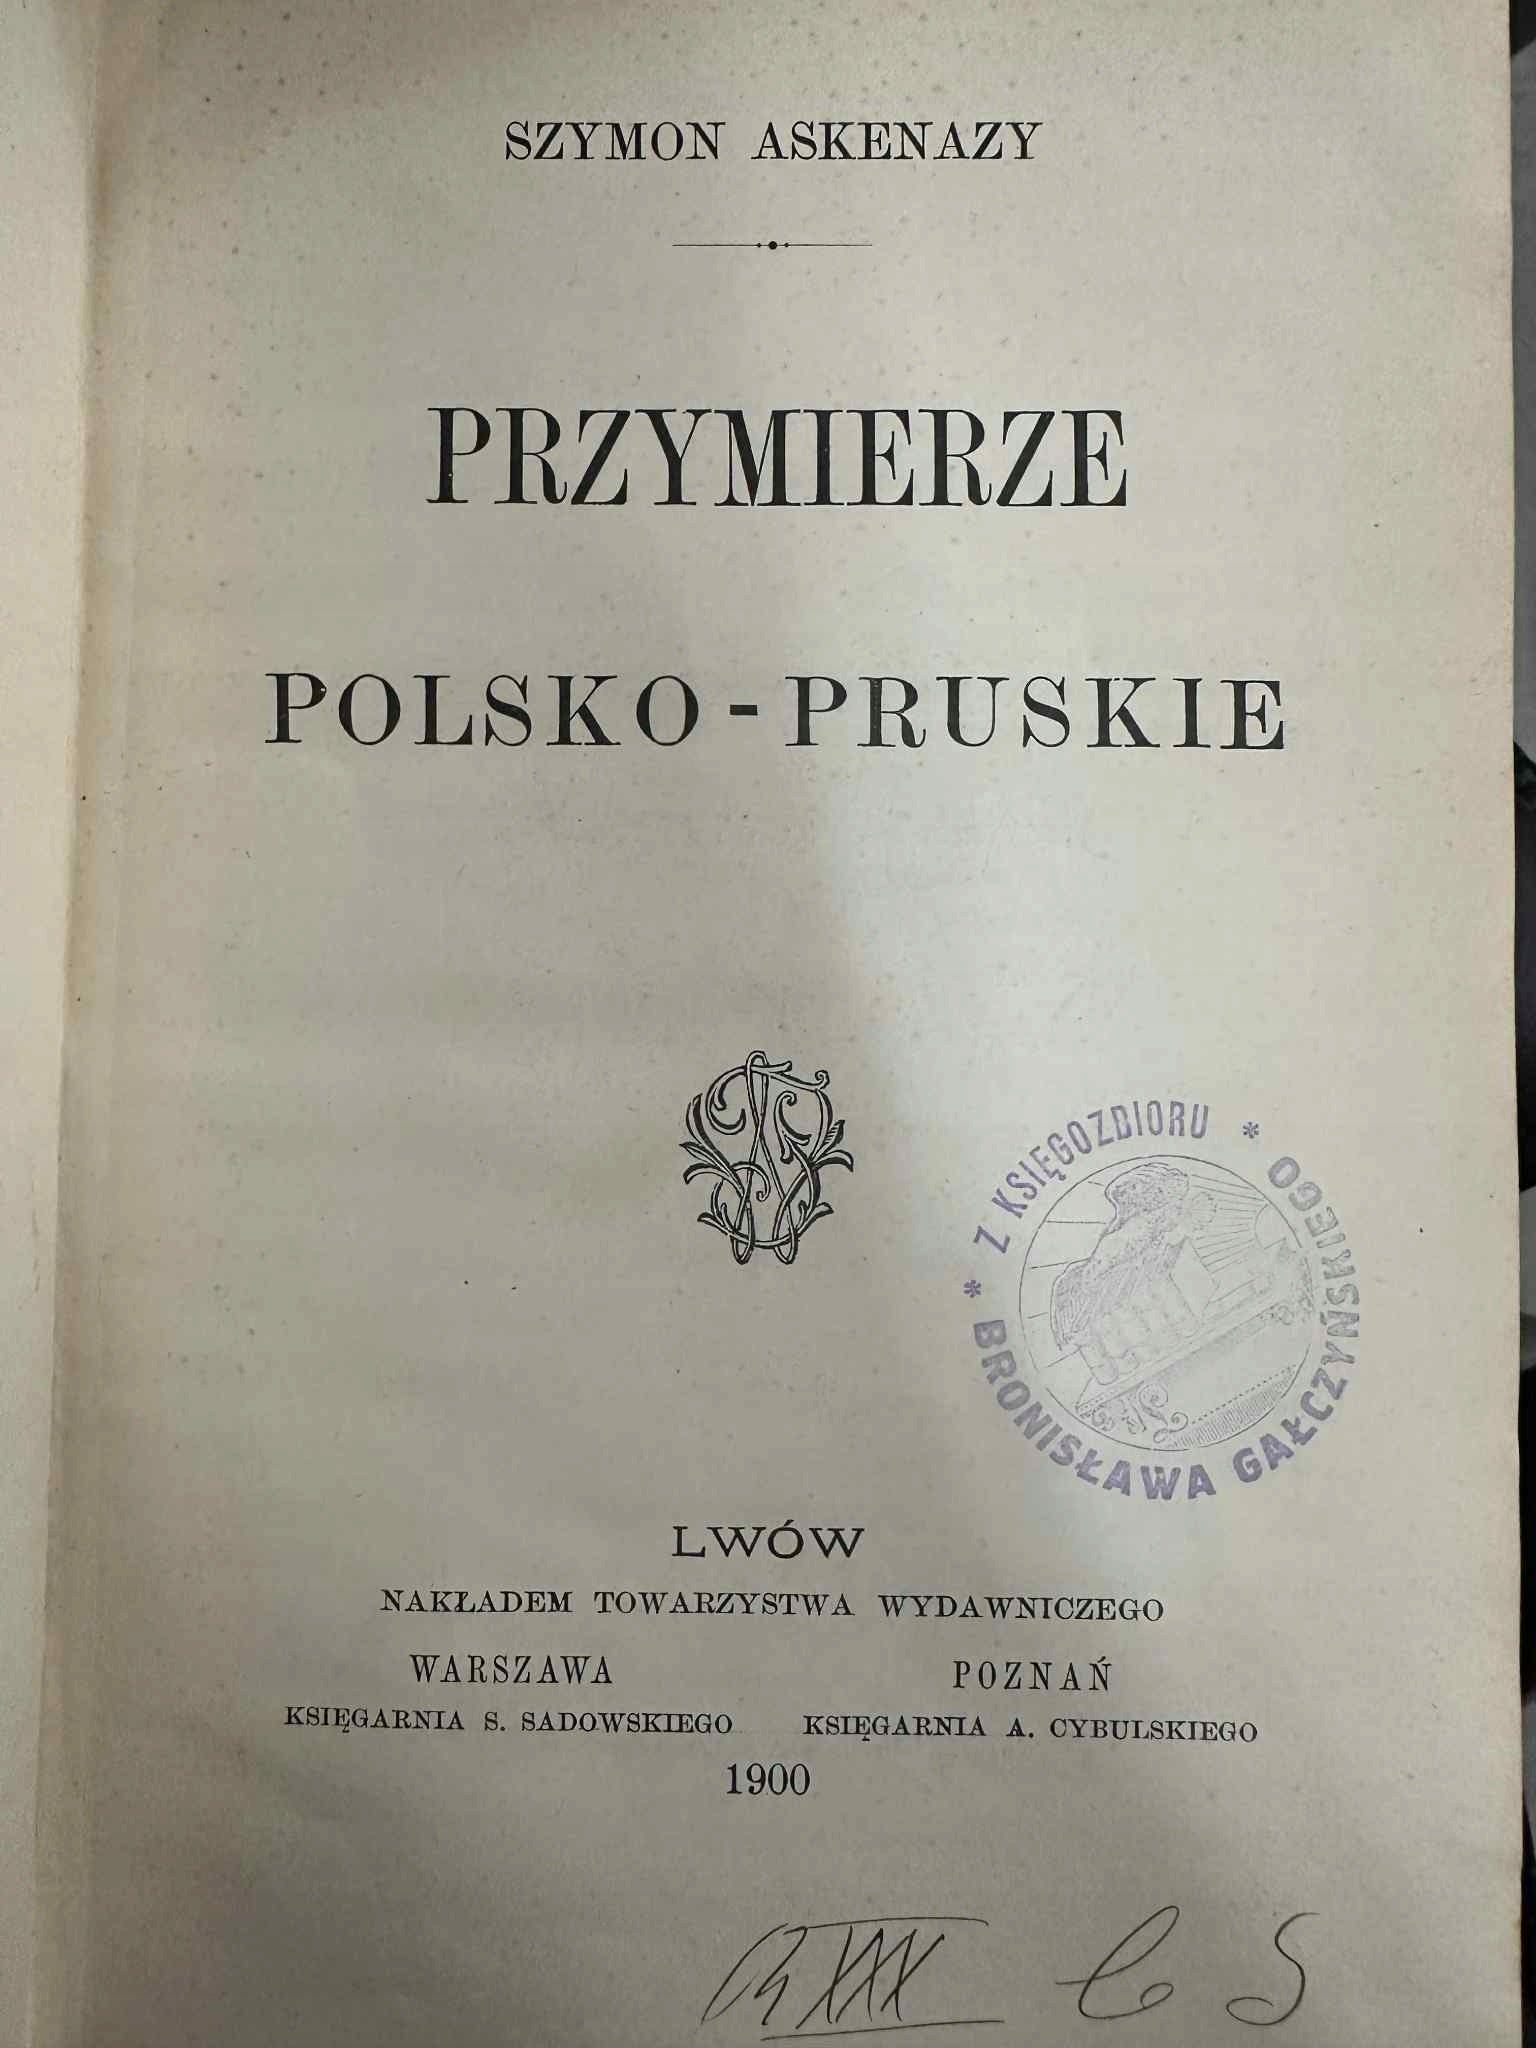 SZYMON ASKENAZY
PRZYMIERZE
POLSKO-PRUSKIE
* Z KSIĘGOZBIORU *
BRONISŁAWA GAŁCZYŃSKIEGO
LWÓW
NAKŁADEM TOWARZYSTWA WYDAWNICZEGO
WARSZAWA POZNAŃ
KSIĘGARNIA S. SADOWSKIEGO KSIĘGARNIA A. CYBULSKIEGO
1900